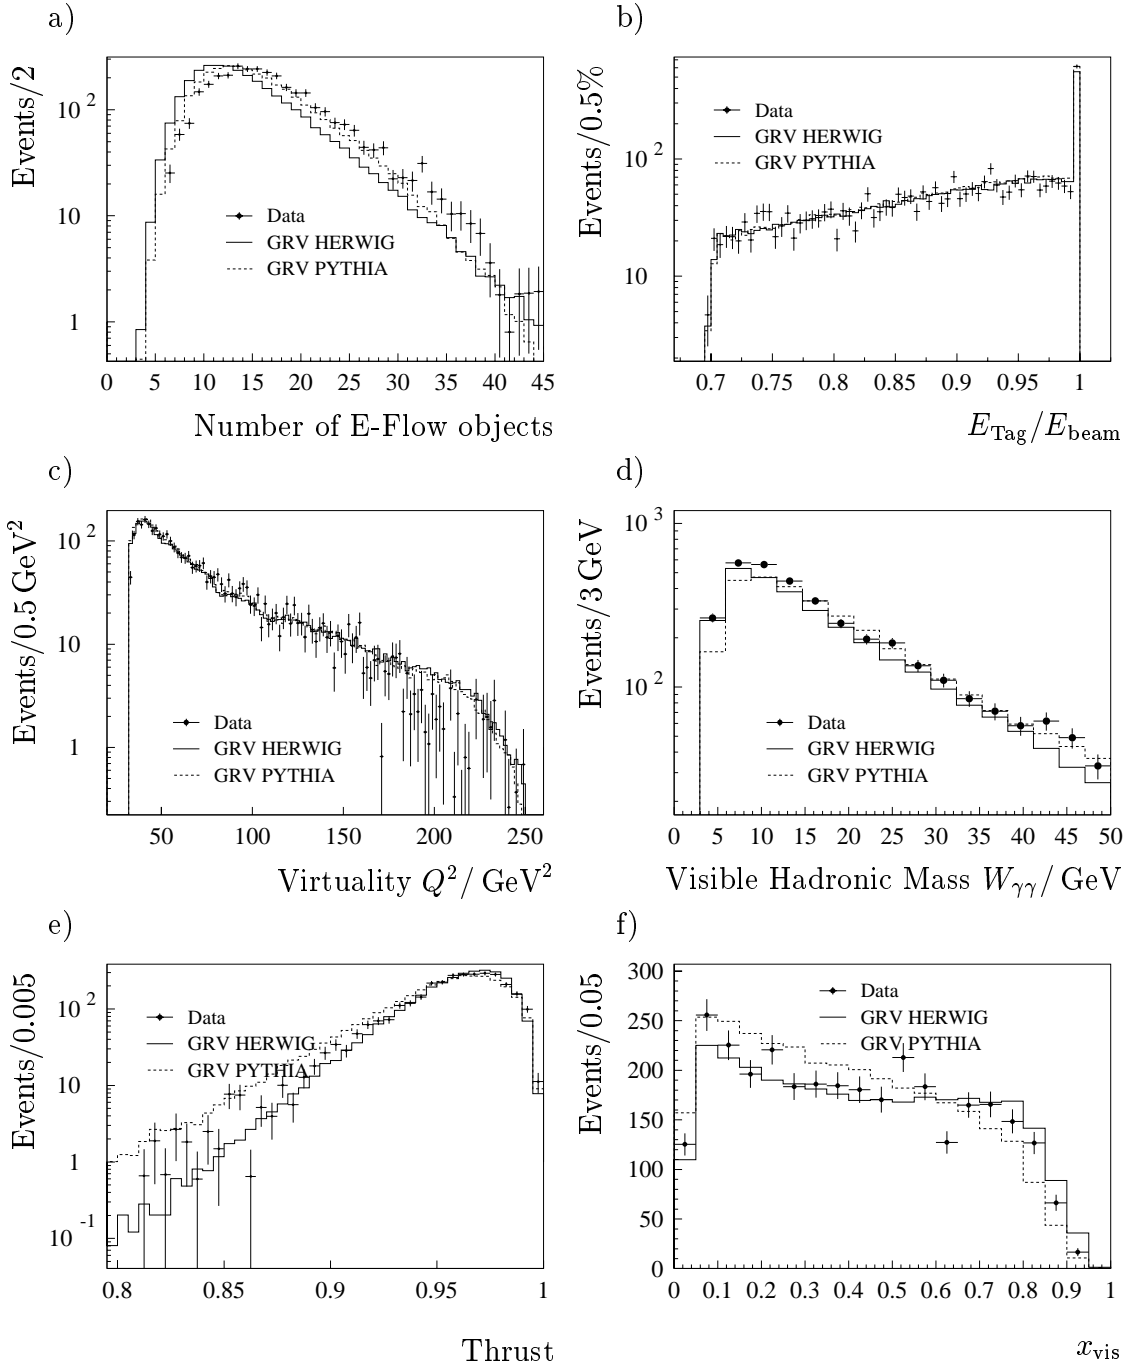 a)
Events/2
10 2
10
1
Data
GRV HERWIG
GRV PYTHIA
0 5 10 15 20 25 30 35 40 45
Number of E-Flow objects
b)
Events/0.5%
10 2
10
Data
GRV HERWIG
GRV PYTHIA
0.7 0.75 0.8 0.85 0.9 0.95 1
E_Tag/E_beam
c)
Events/0.5 GeV²
10 2
10
1
Data
GRV HERWIG
GRV PYTHIA
50 100 150 200 250
Virtuality Q²/ GeV²
d)
Events/3 GeV
10 3
10 2
Data
GRV HERWIG
GRV PYTHIA
0 5 10 15 20 25 30 35 40 45 50
Visible Hadronic Mass W_γγ/ GeV
e)
Events/0.005
10 2
10
1
10 -1
Data
GRV HERWIG
GRV PYTHIA
0.8 0.85 0.9 0.95 1
Thrust
f)
Events/0.05
300
250
200
150
100
50
0
Data
GRV HERWIG
GRV PYTHIA
0 0.1 0.2 0.3 0.4 0.5 0.6 0.7 0.8 0.9 1
x_vis